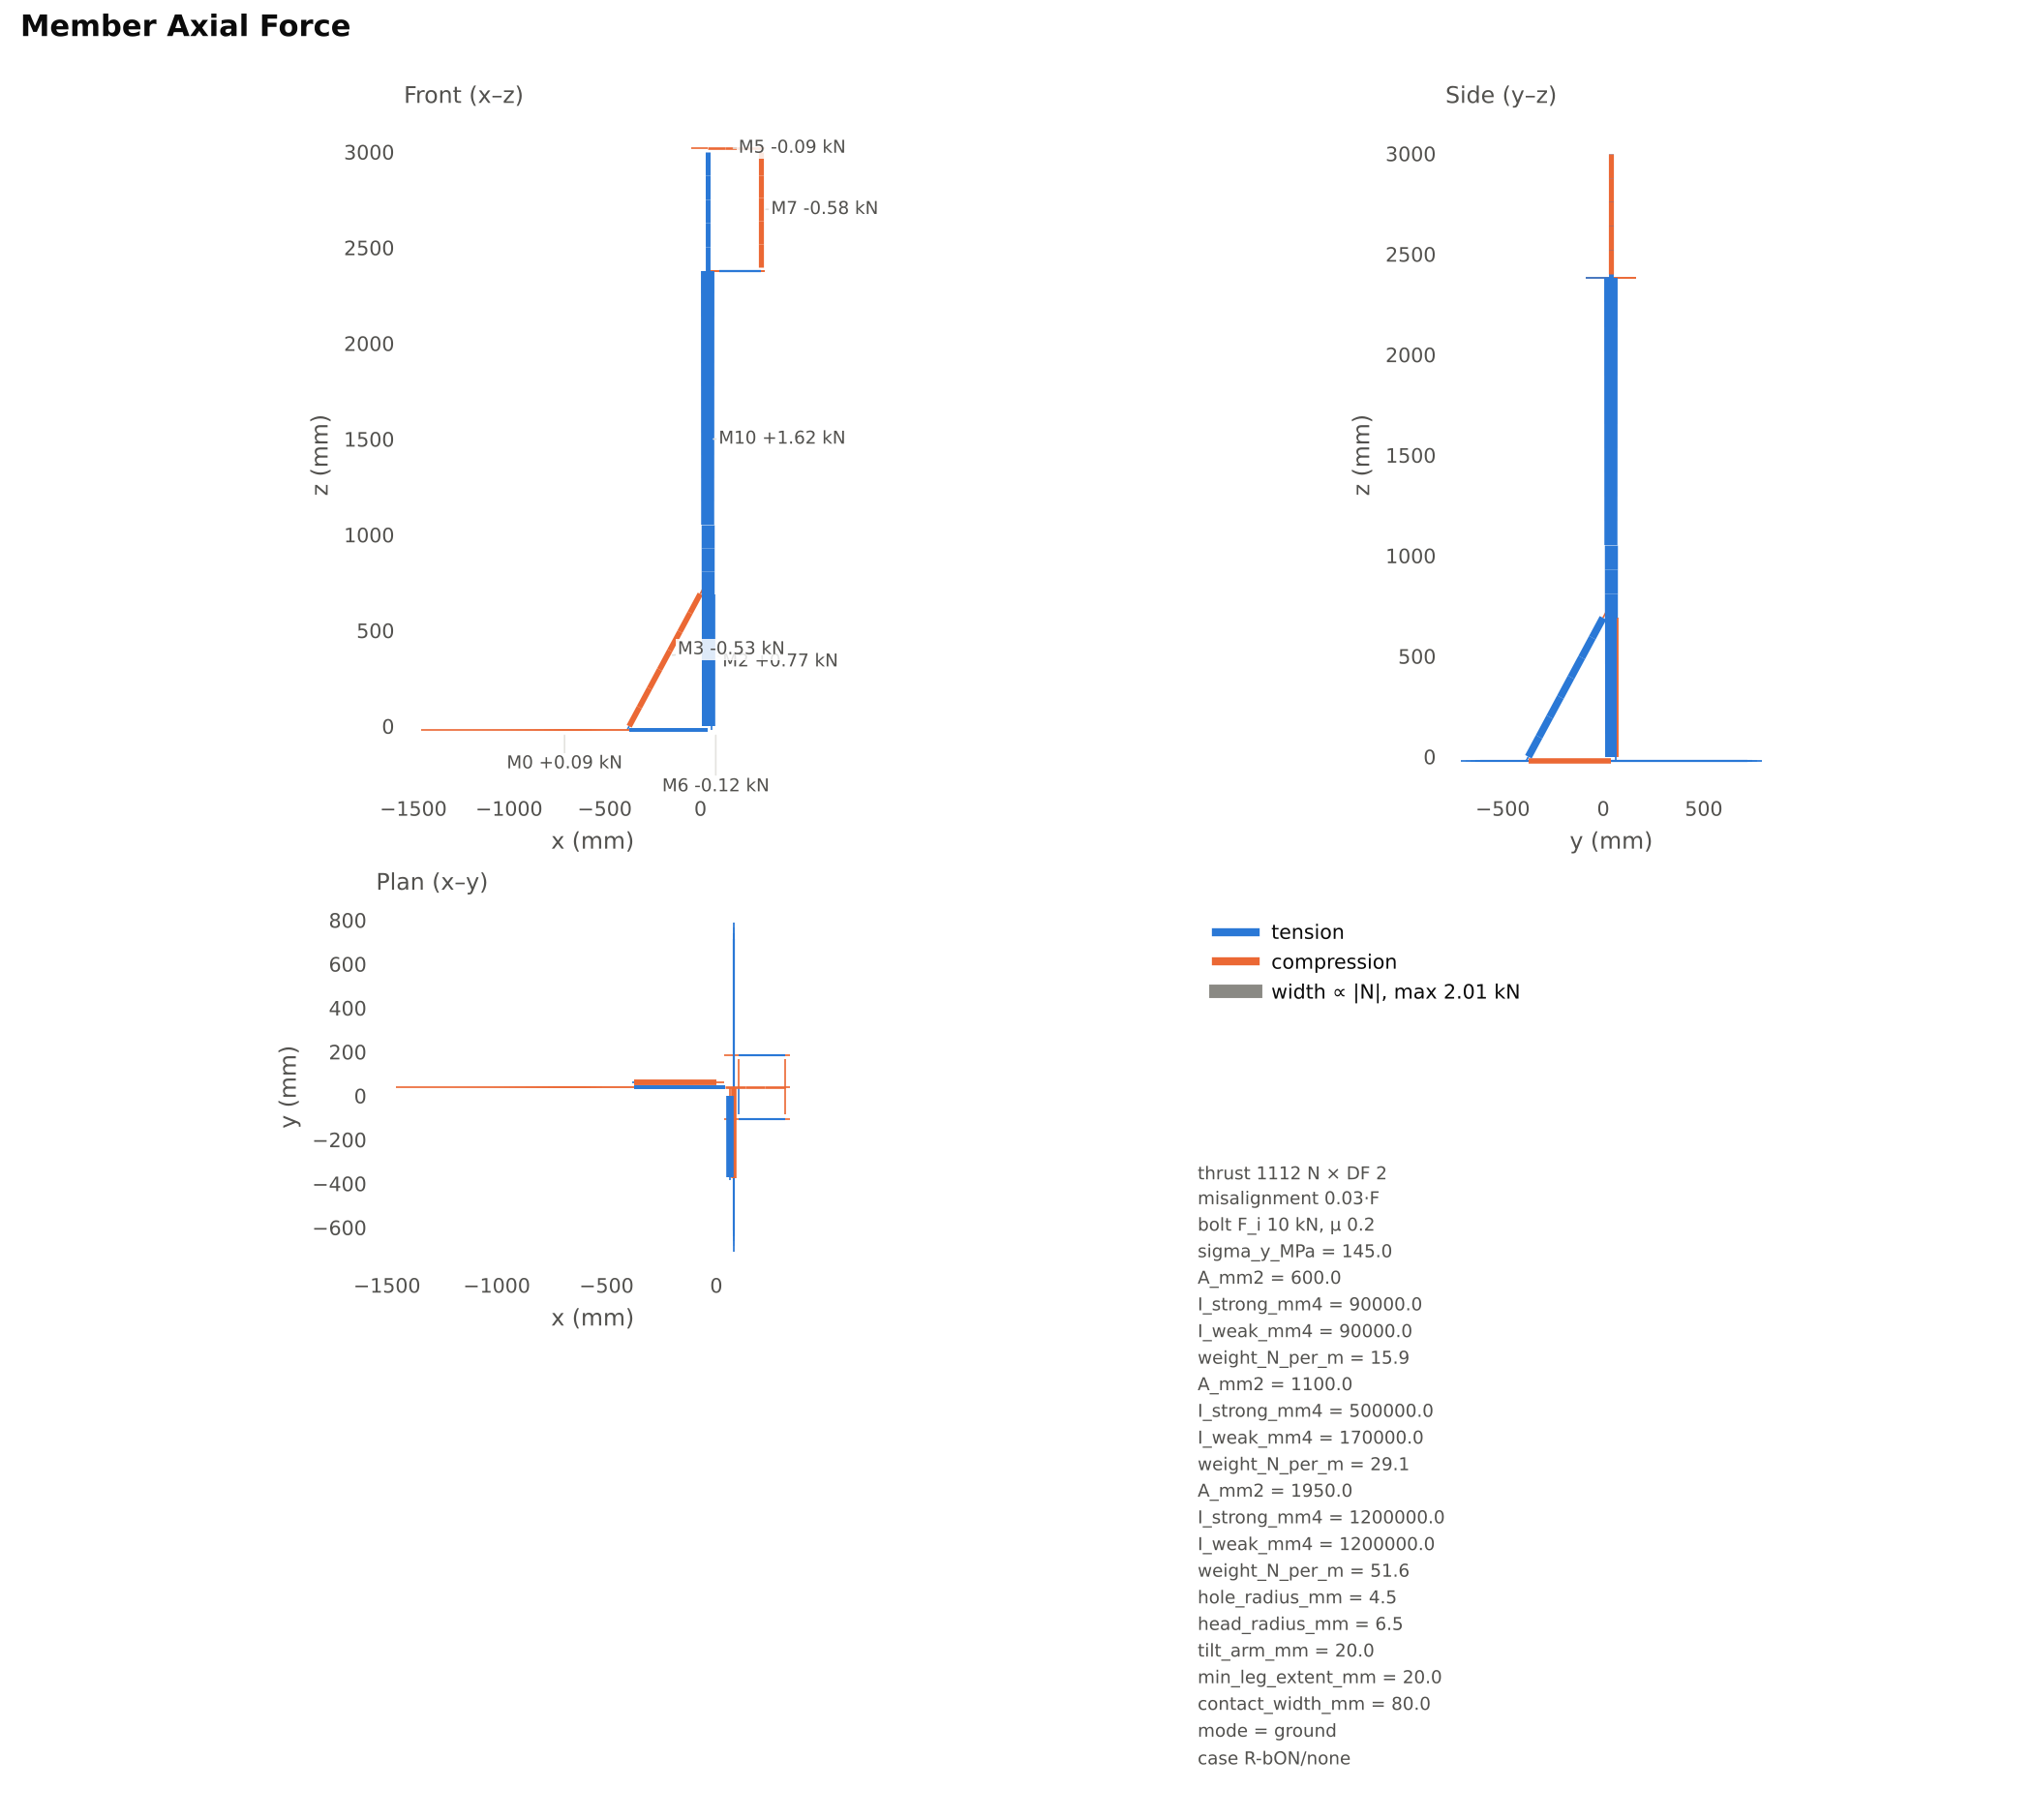 Member Axial Force
Front (x–z)
3000
2500
2000
1500
1000
500
0
z (mm)
M5 -0.09 kN
M7 -0.58 kN
M10 +1.62 kN
M3 -0.53 kN
M2 +0.77 kN
M0 +0.09 kN
M6 -0.12 kN
−1500 −1000 −500 0
x (mm)
Side (y–z)
3000
2500
2000
1500
1000
500
0
z (mm)
−500 0 500
y (mm)
Plan (x–y)
800
600
400
200
0
−200
−400
−600
y (mm)
−1500 −1000 −500 0
x (mm)
tension
compression
width ∝ |N|, max 2.01 kN
thrust 1112 N × DF 2
misalignment 0.03·F
bolt F_i 10 kN, μ 0.2
sigma_y_MPa = 145.0
A_mm2 = 600.0
I_strong_mm4 = 90000.0
I_weak_mm4 = 90000.0
weight_N_per_m = 15.9
A_mm2 = 1100.0
I_strong_mm4 = 500000.0
I_weak_mm4 = 170000.0
weight_N_per_m = 29.1
A_mm2 = 1950.0
I_strong_mm4 = 1200000.0
I_weak_mm4 = 1200000.0
weight_N_per_m = 51.6
hole_radius_mm = 4.5
head_radius_mm = 6.5
tilt_arm_mm = 20.0
min_leg_extent_mm = 20.0
contact_width_mm = 80.0
mode = ground
case R-bON/none